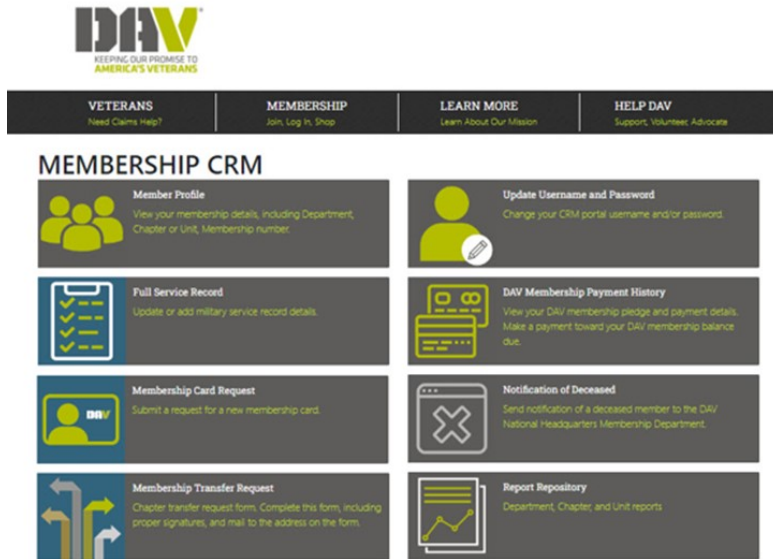 DAV
KEEPING OUR PROMISE TO
AMERICA'S VETERANS
VETERANS
Need Claims Help?
MEMBERSHIP
Join, Log In, Shop
LEARN MORE
Learn About Our Mission
HELP DAV
Support, Volunteer, Advocate
MEMBERSHIP CRM
Member Profile
View your membership details, including Department,
Chapter or Unit, Membership number.
Update Username and Password
Change your CRM portal username and/or password.
Full Service Record
Update or add military service record details.
DAV Membership Payment History
View your DAV membership pledge and payment details.
Make a payment toward your DAV membership balance
due.
Membership Card Request
Submit a request for a new membership card.
DAV
Notification of Deceased
Send notification of a deceased member to the DAV
National Headquarters Membership Department.
Membership Transfer Request
Chapter transfer request form. Complete this form, including
proper signatures, and mail to the address on the form.
Report Repository
Department, Chapter, and Unit reports